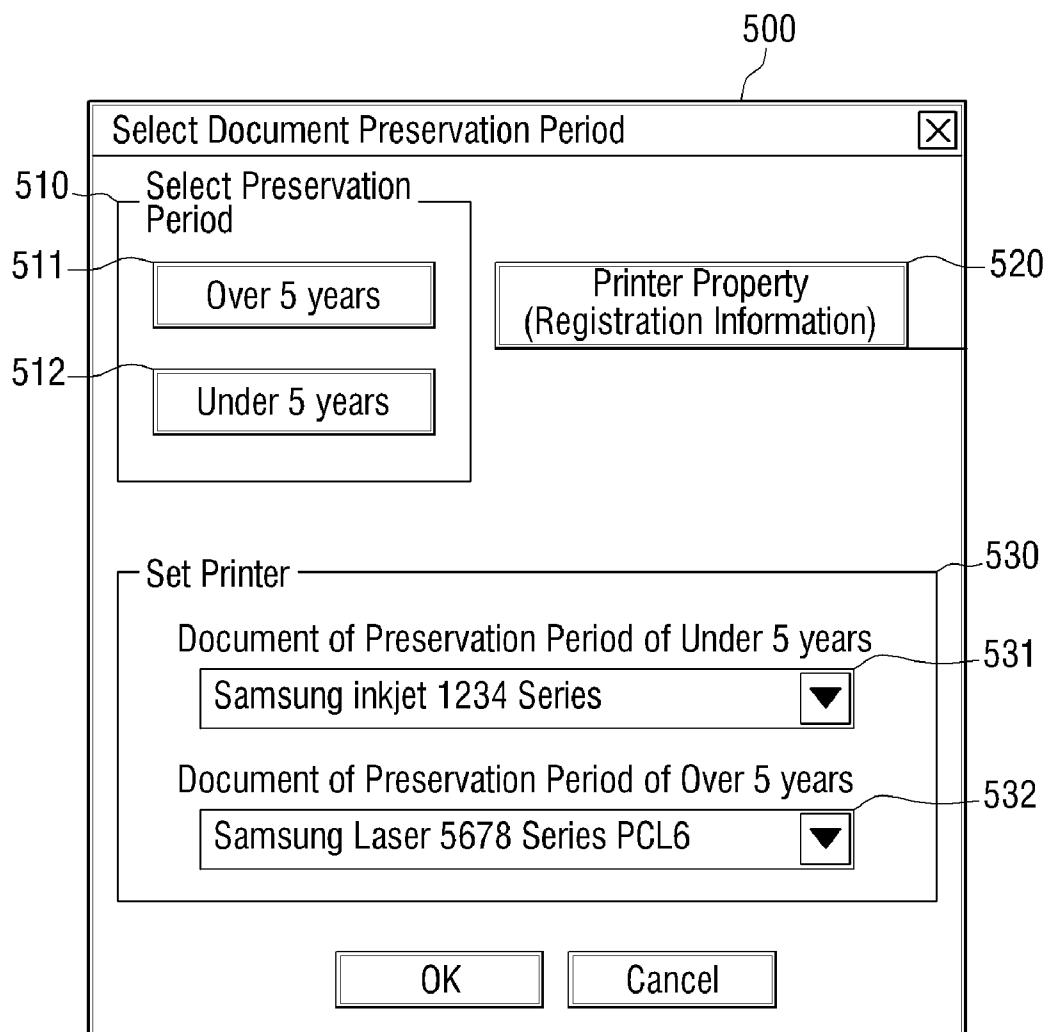 500
Select Document Preservation Period
510
Select Preservation
Period
511
Over 5 years
520
Printer Property
(Registration Information)
512
Under 5 years
530
Set Printer
Document of Preservation Period of Under 5 years
531
Samsung inkjet 1234 Series
Document of Preservation Period of Over 5 years
532
Samsung Laser 5678 Series PCL6
OK
Cancel